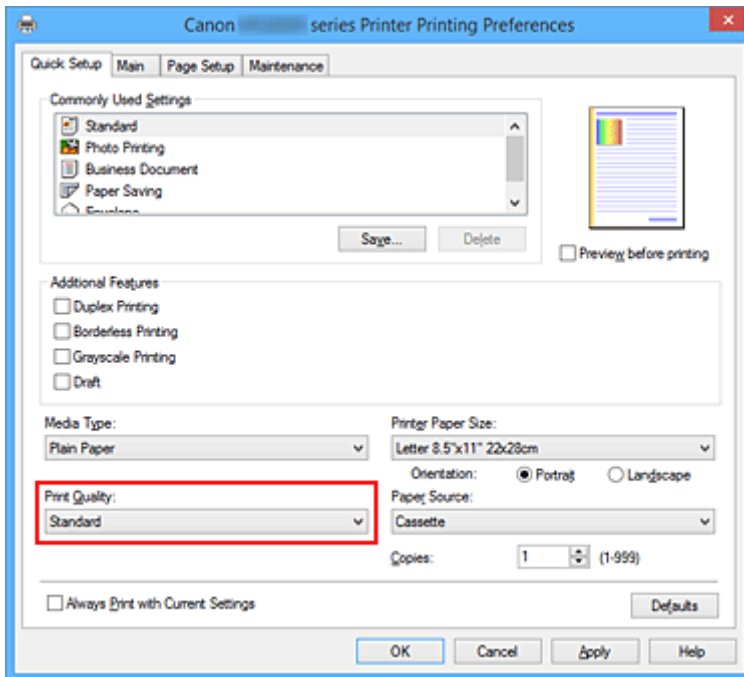 Canon series Printer Printing Preferences
Quick Setup Main Page Setup Maintenance
Commonly Used Settings
Standard
Photo Printing
Business Document
Paper Saving
Envelope
Save... Delete
Preview before printing
Additional Features
Duplex Printing
Borderless Printing
Grayscale Printing
Draft
Media Type:
Plain Paper
Printer Paper Size:
Letter 8.5"x11" 22x28cm
Orientation: Portrait Landscape
Print Quality:
Standard
Paper Source:
Cassette
Copies: 1 (1-999)
Always Print with Current Settings
Defaults
OK Cancel Apply Help